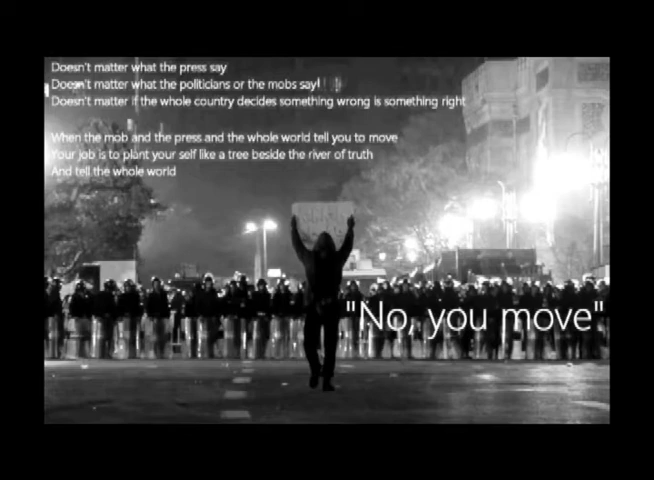 Doesn't matter what the press say
Doesn't matter what the politicians or the mobs say!
Doesn't matter if the whole country decides something wrong is something right
When the mob and the press and the whole world tell you to move
Your job is to plant your self like a tree beside the river of truth
And tell the whole world
"No, you move"